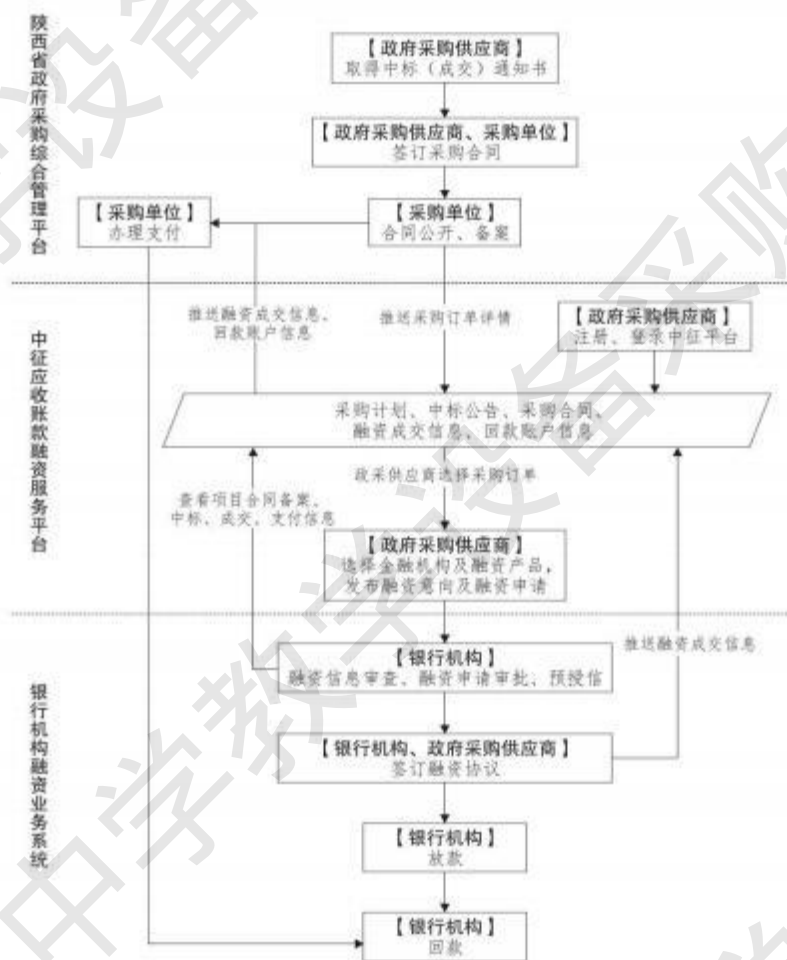 陕西省政府采购综合管理平台
【政府采购供应商】
取得中标（成交）通知书
【政府采购供应商、采购单位】
签订采购合同
【采购单位】
办理支付
【采购单位】
合同公开、备案
中征应收账款融资服务平台
推送融资成交信息、
回款账户信息
推送采购订单详情
【政府采购供应商】
注册、登录中征平台
采购计划、中标公告、采购合同、
融资成交信息、回款账户信息
政采供应商选择采购订单
查看项目合同备案、
中标、成交、支付信息
【政府采购供应商】
选择金融机构及融资产品，
发布融资意向及融资申请
银行机构融资业务系统
【银行机构】
融资信息审查、融资申请审批、预授信
推送融资成交信息
【银行机构、政府采购供应商】
签订融资协议
【银行机构】
放款
【银行机构】
回款
中学教学设备采购